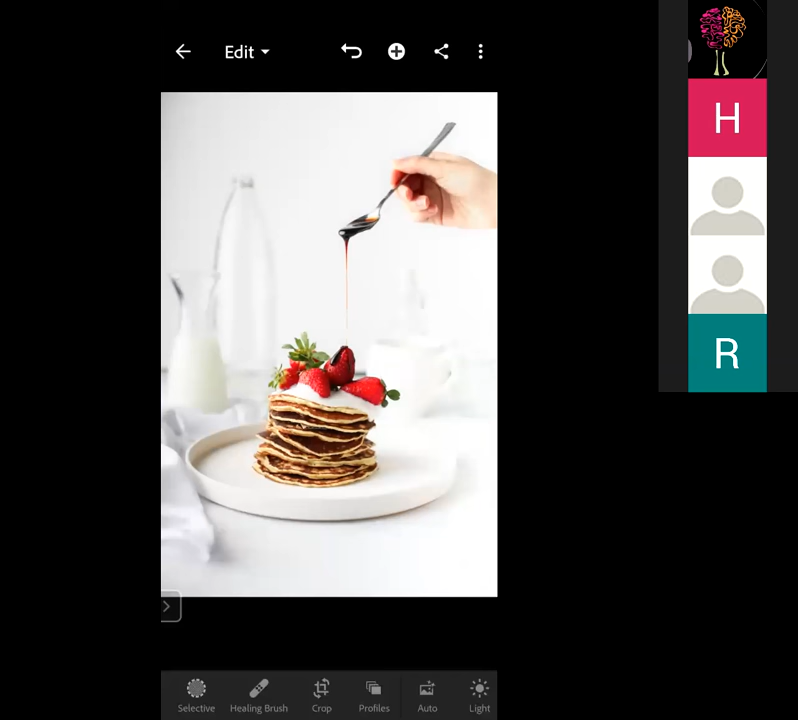 Edit
H
R
Selective
Healing Brush
Crop
Profiles
Auto
Light